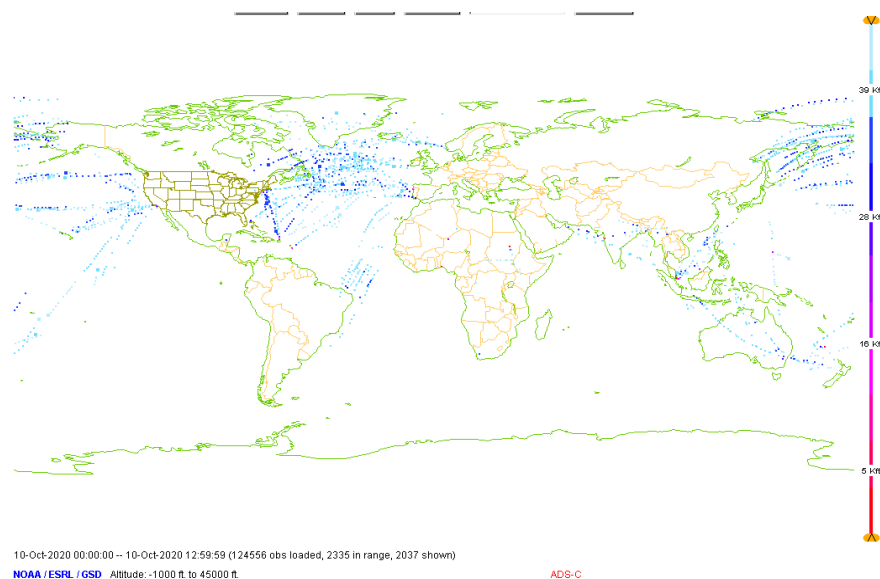 39 Kft
28 Kft
16 Kft
5 Kft
10-Oct-2020 00:00:00 -- 10-Oct-2020 12:59:59 (124556 obs loaded, 2335 in range, 2037 shown)
NOAA / ESRL / GSD Altitude: -1000 ft. to 45000 ft. ADS-C